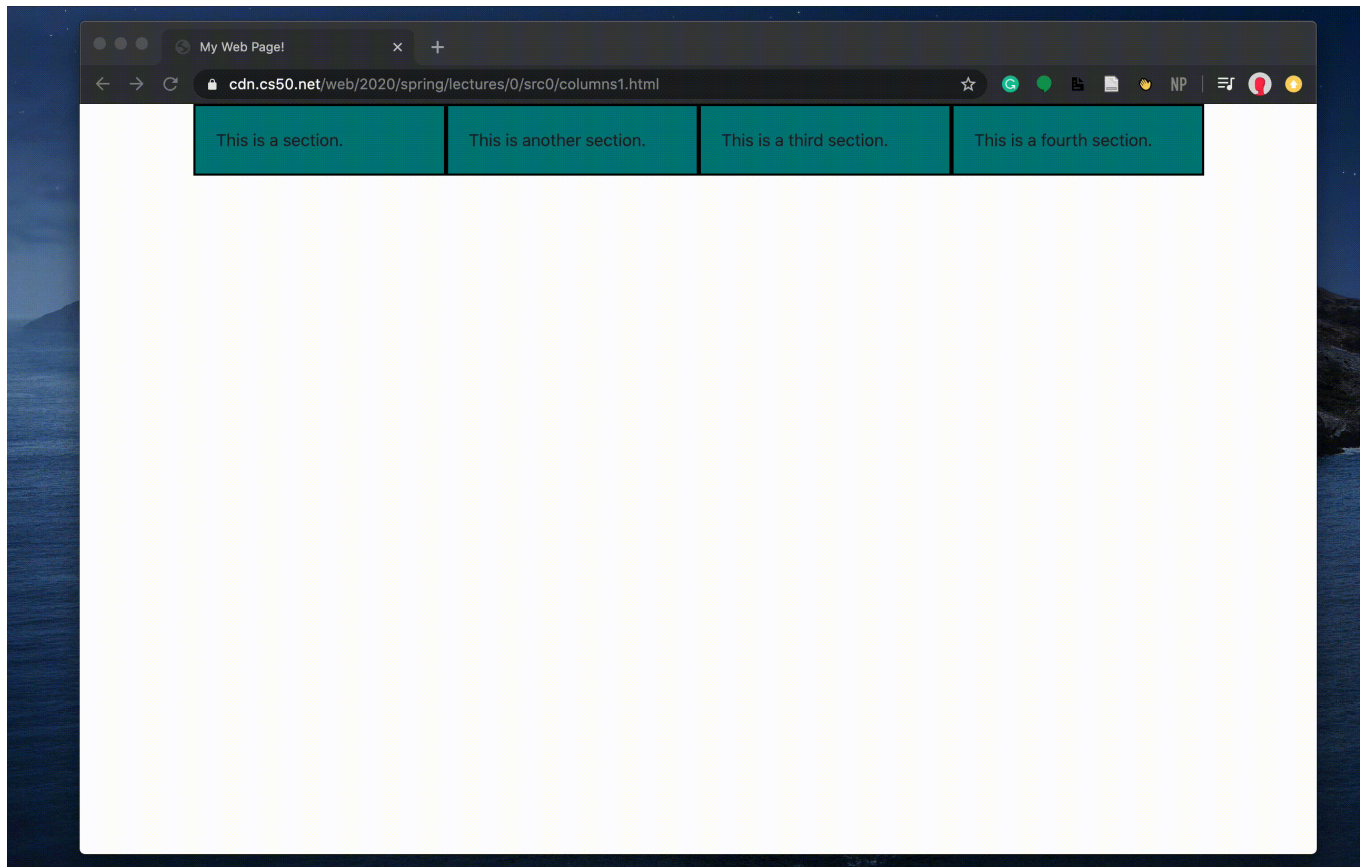 My Web Page!
cdn.cs50.net/web/2020/spring/lectures/0/src0/columns1.html
G
NP
This is a section.
This is another section.
This is a third section.
This is a fourth section.